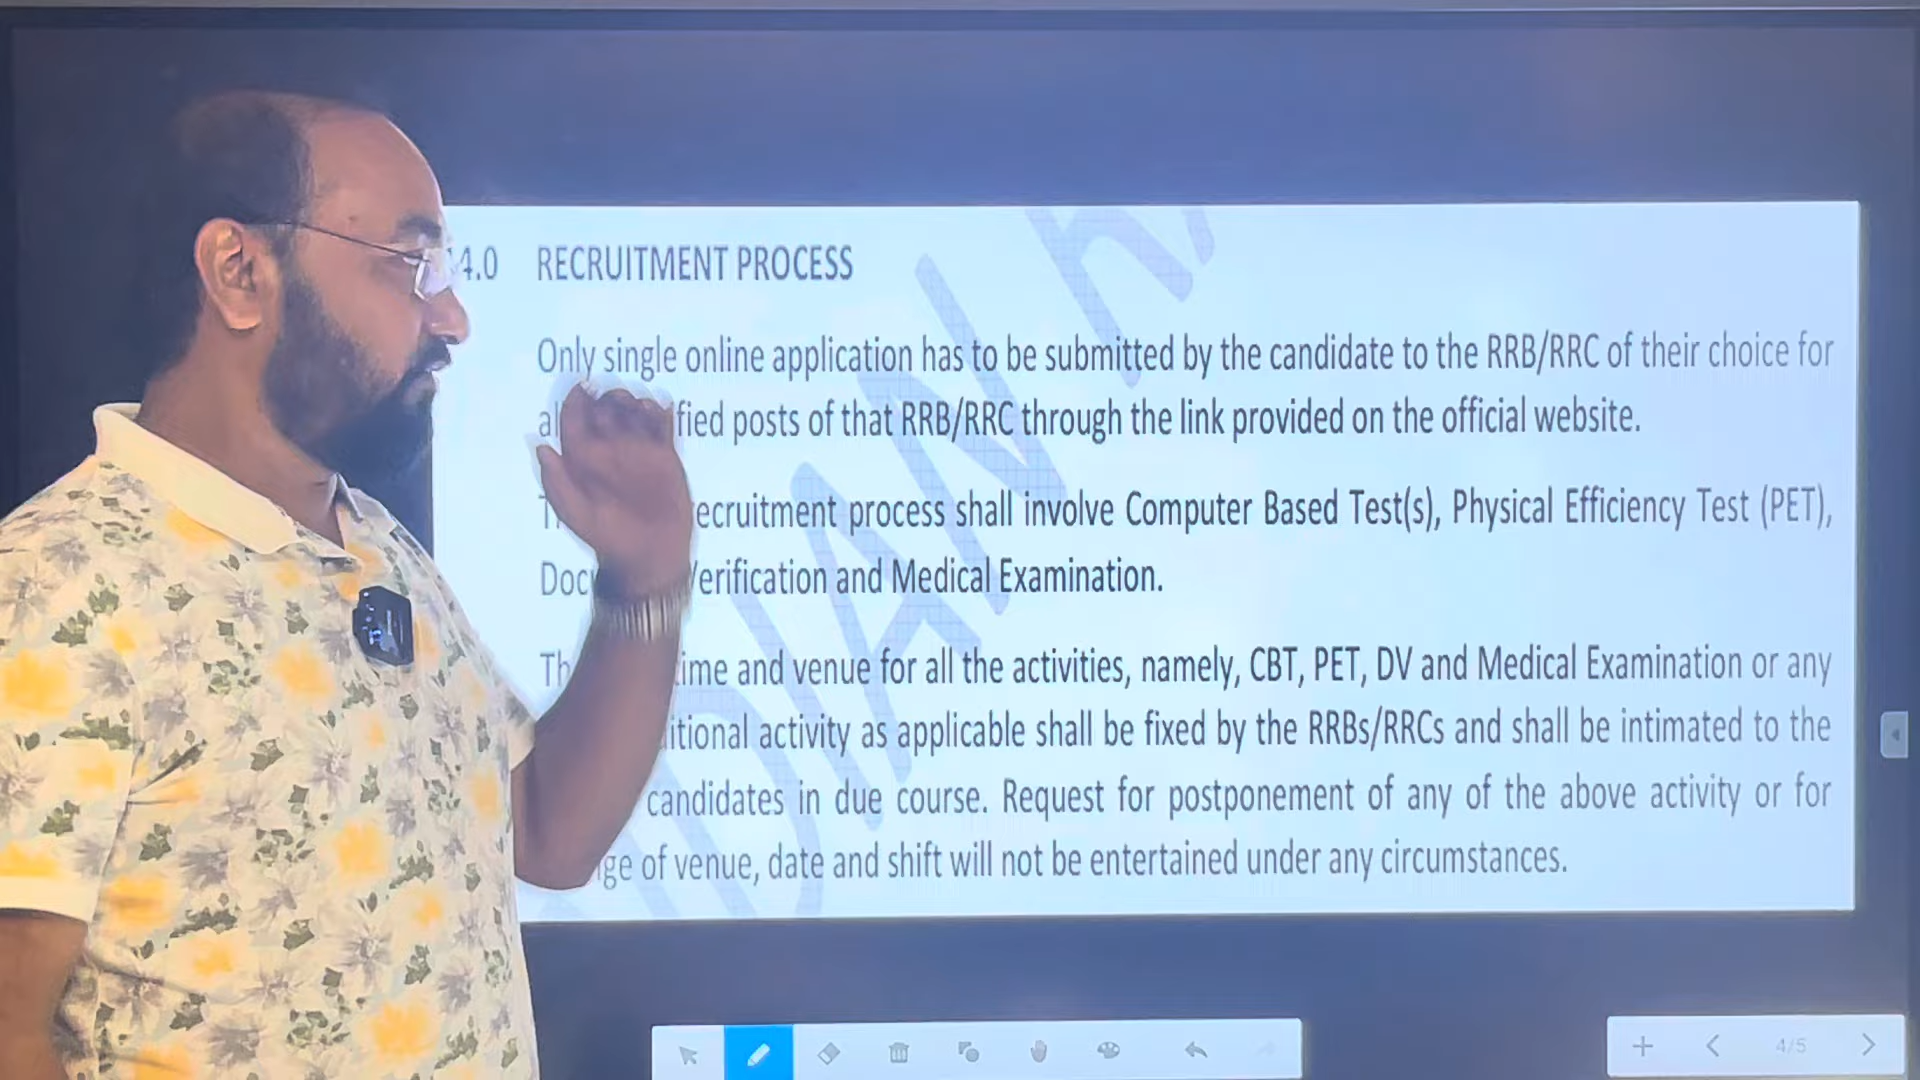 4.0 RECRUITMENT PROCESS
Only single online application has to be submitted by the candidate to the RRB/RRC of their choice for
fied posts of that RRB/RRC through the link provided on the official website.
ecruitment process shall involve Computer Based Test(s), Physical Efficiency Test (PET),
Doc erification and Medical Examination.
Th ime and venue for all the activities, namely, CBT, PET, DV and Medical Examination or any
itional activity as applicable shall be fixed by the RRBs/RRCs and shall be intimated to the
candidates in due course. Request for postponement of any of the above activity or for
ge of venue, date and shift will not be entertained under any circumstances.
4/5